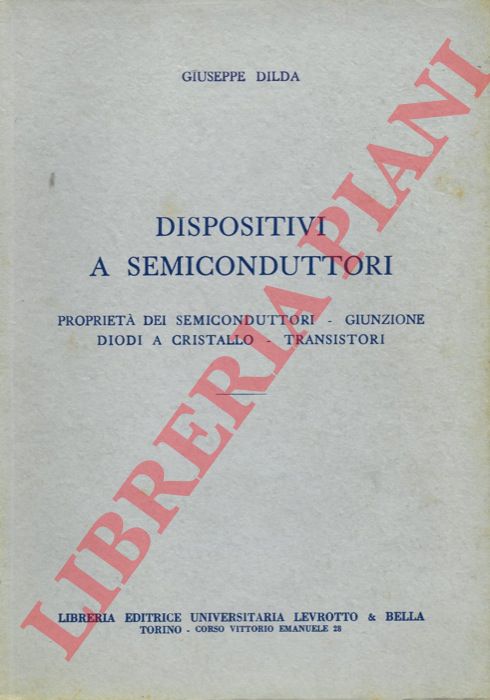 GIUSEPPE DILDA
DISPOSITIVI
A SEMICONDUTTORI
PROPRIETÀ DEI SEMICONDUTTORI - GIUNZIONE
DIODI A CRISTALLO - TRANSISTORI
LIBRERIA EDITRICE UNIVERSITARIA LEVROTTO & BELLA
TORINO - CORSO VITTORIO EMANUELE 28
LIBRERIA PIANI